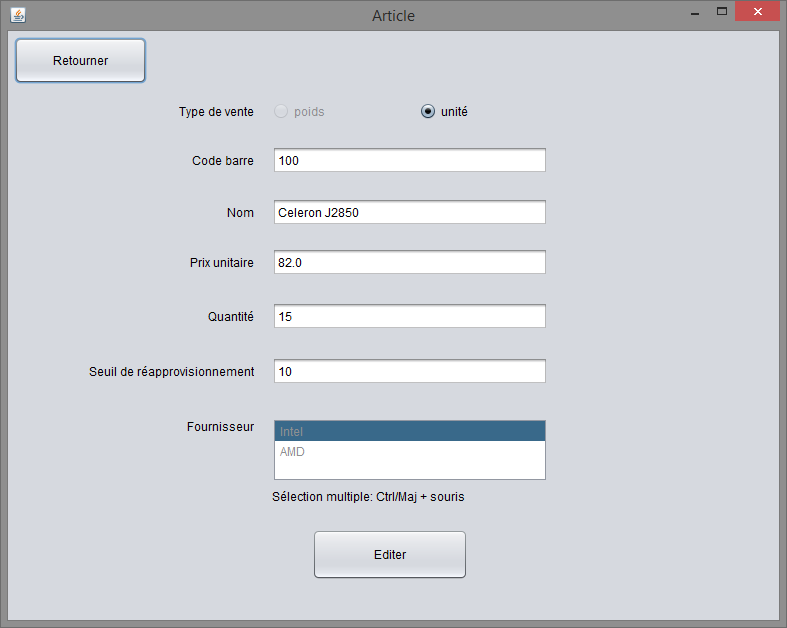 Article
Retourner
Type de vente poids unité
Code barre 100
Nom Celeron J2850
Prix unitaire 82.0
Quantité 15
Seuil de réapprovisionnement 10
Fournisseur Intel
AMD
Sélection multiple: Ctrl/Maj + souris
Editer